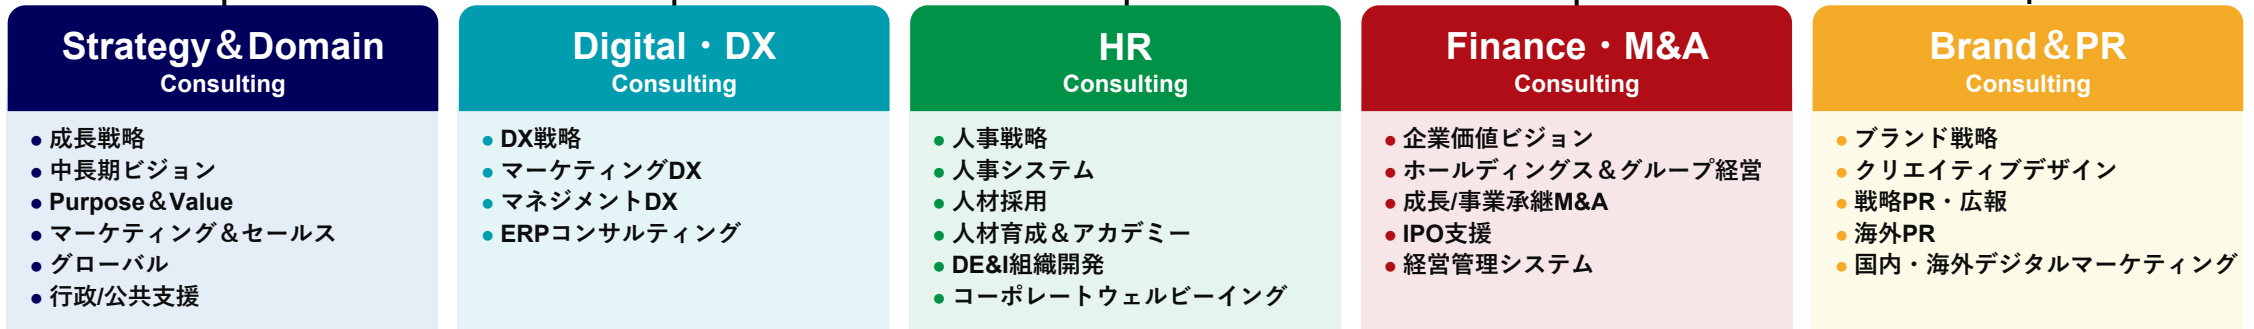 Strategy＆Domain
Consulting
● 成長戦略
● 中長期ビジョン
● Purpose＆Value
● マーケティング＆セールス
● グローバル
● 行政/公共支援
Digital・DX
Consulting
● DX戦略
● マーケティングDX
● マネジメントDX
● ERPコンサルティング
HR
Consulting
● 人事戦略
● 人事システム
● 人材採用
● 人材育成＆アカデミー
● DE&I組織開発
● コーポレートウェルビーイング
Finance・M&A
Consulting
● 企業価値ビジョン
● ホールディングス＆グループ経営
● 成長/事業承継M&A
● IPO支援
● 経営管理システム
Brand＆PR
Consulting
● ブランド戦略
● クリエイティブデザイン
● 戦略PR・広報
● 海外PR
● 国内・海外デジタルマーケティング